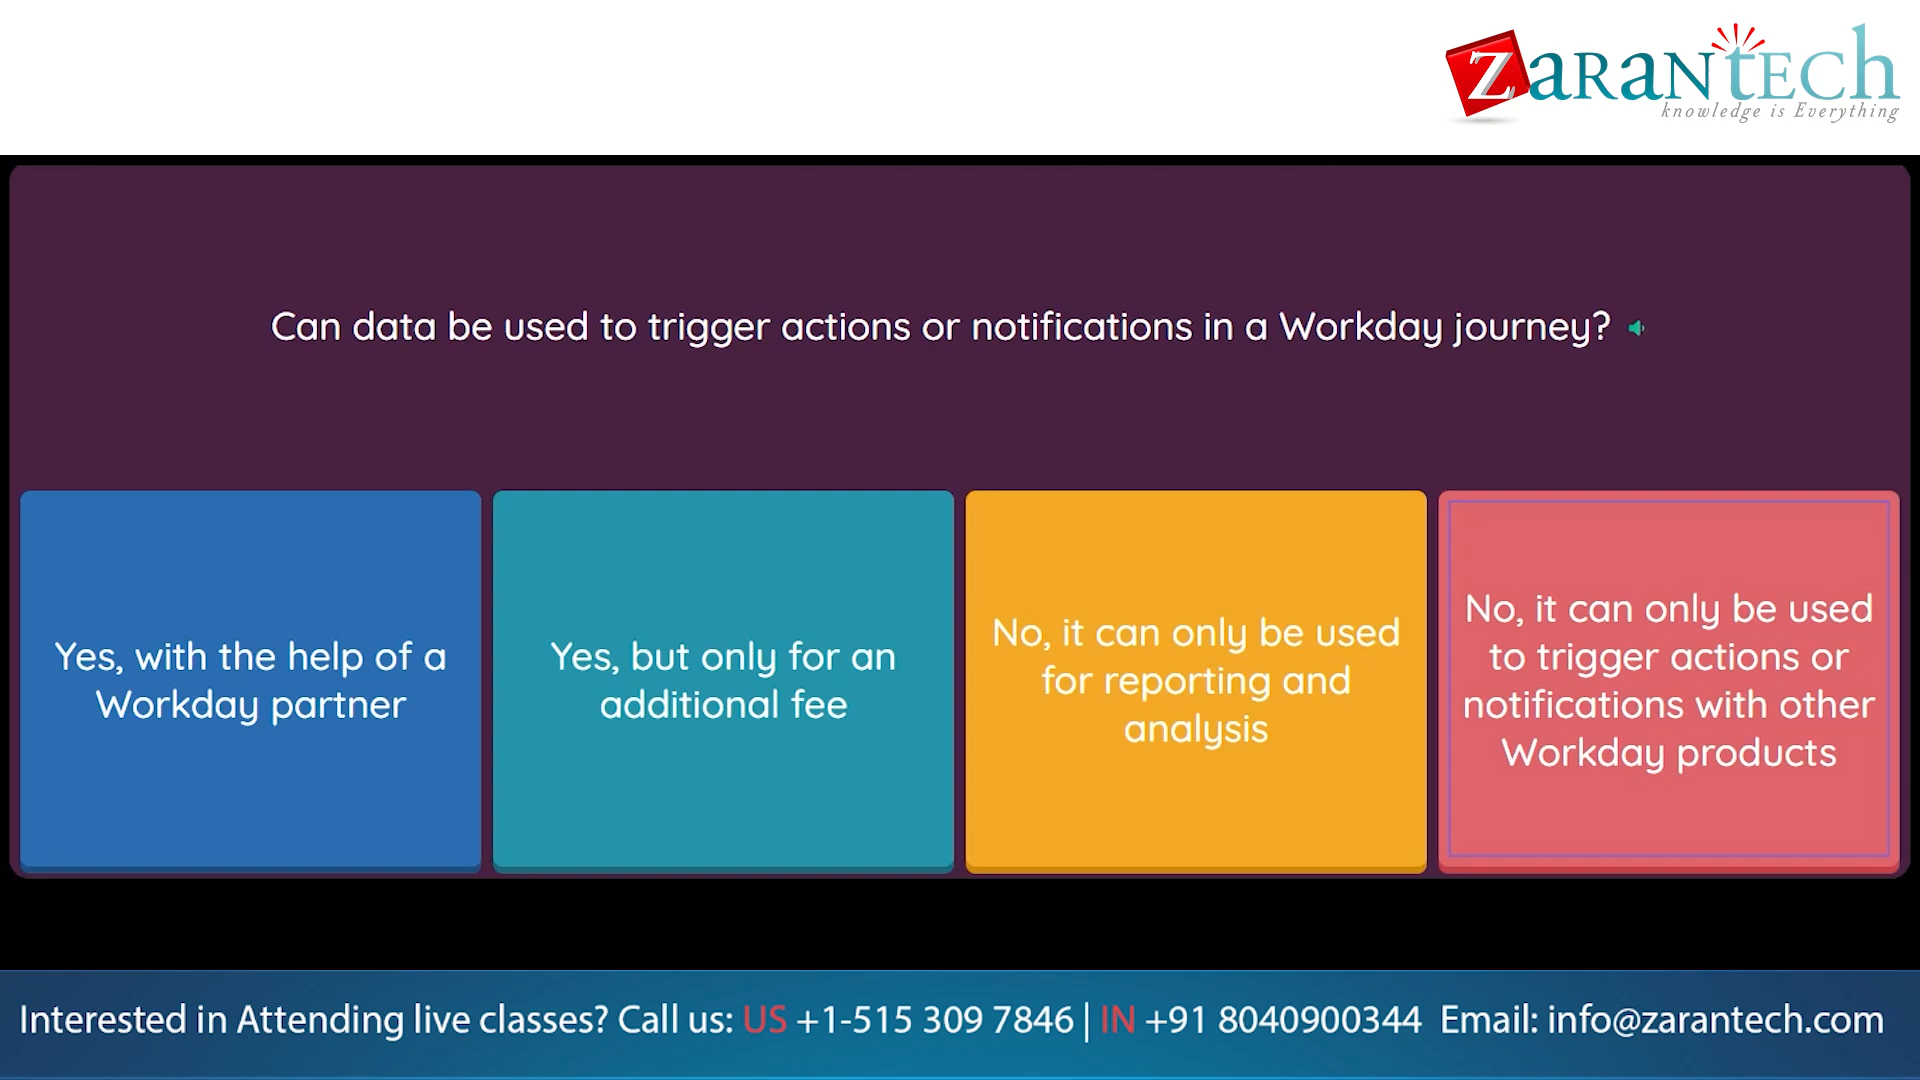 ZaranTech
knowledge is Everything
Can data be used to trigger actions or notifications in a Workday journey?
Yes, with the help of a
Workday partner
Yes, but only for an
additional fee
No, it can only be used
for reporting and
analysis
No, it can only be used
to trigger actions or
notifications with other
Workday products
Interested in Attending live classes? Call us: US +1-515 309 7846 | IN +91 8040900344 Email: info@zarantech.com